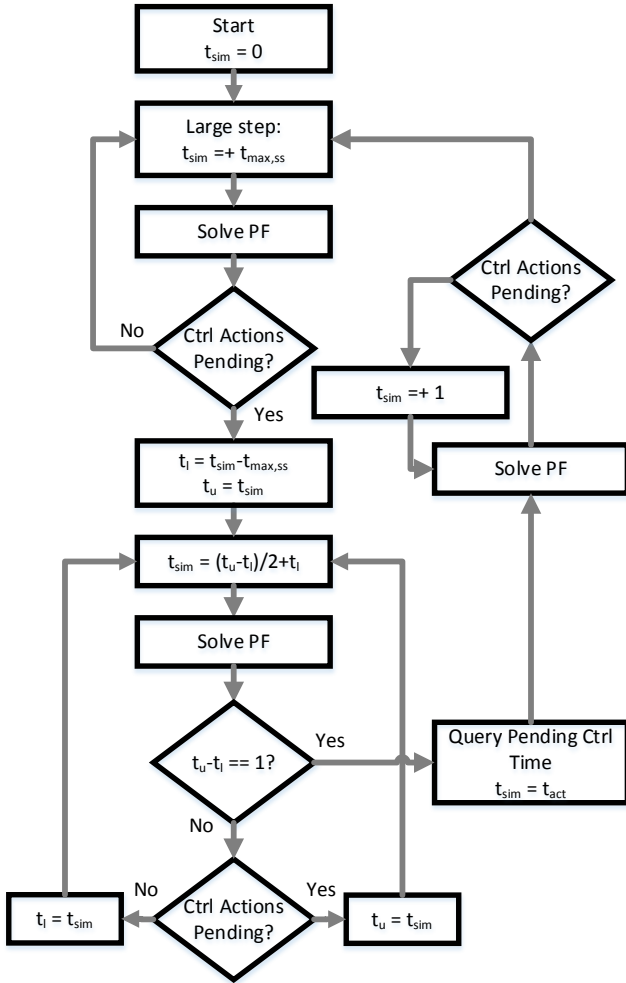 Start
t_sim = 0
Large step:
t_sim =+ t_max,ss
Solve PF
Ctrl Actions
Pending?
No
Yes
t_l = t_sim-t_max,ss
t_u = t_sim
t_sim = (t_u-t_l)/2+t_l
Solve PF
t_u-t_l == 1?
Yes
No
Ctrl Actions
Pending?
No
Yes
t_l = t_sim
t_u = t_sim
Query Pending Ctrl
Time
t_sim = t_act
Solve PF
Ctrl Actions
Pending?
t_sim =+ 1